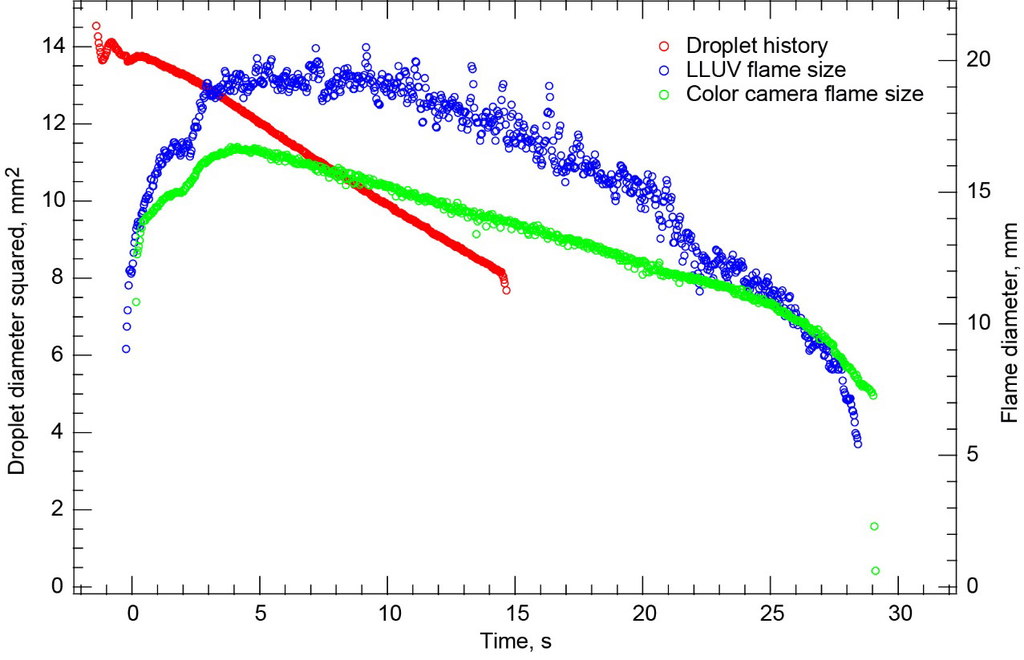 Droplet history
LLUV flame size
Color camera flame size
Droplet diameter squared, mm2
14
12
10
8
6
4
2
0
Flame diameter, mm
20
15
10
5
0
0 5 10 15 20 25 30
Time, s